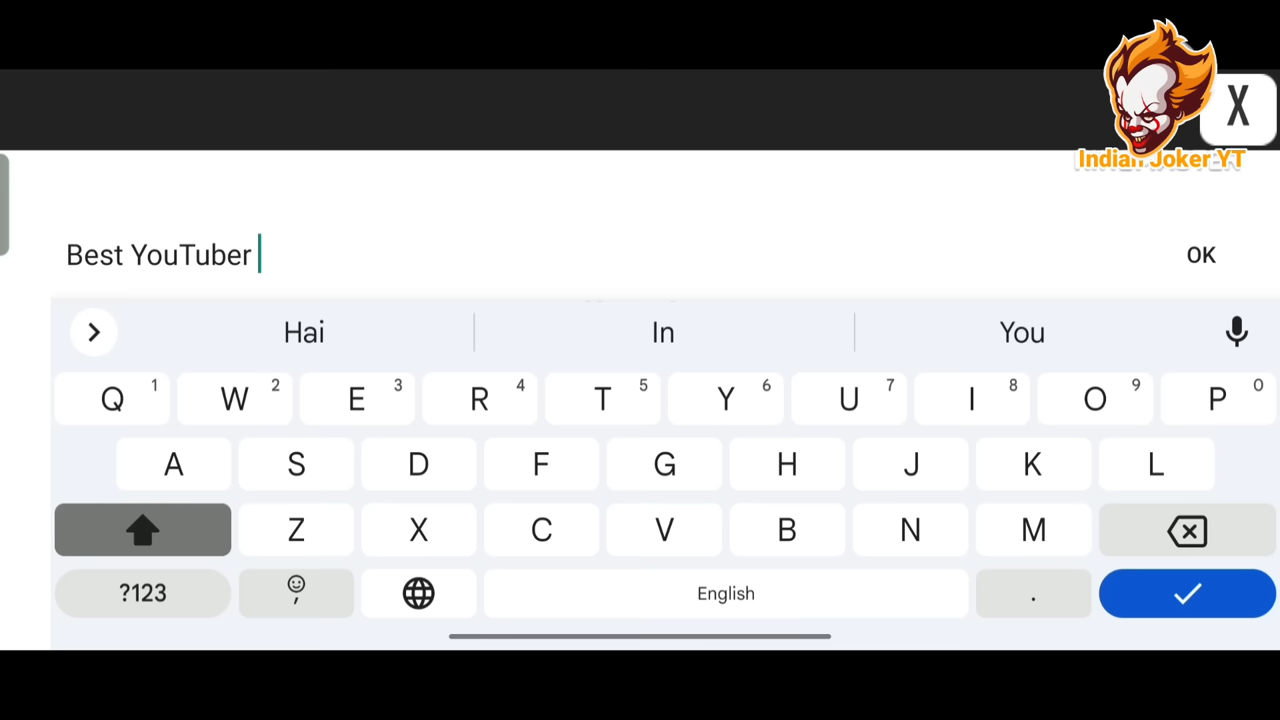 X
Indian Joker YT
Best YouTuber
OK
Hai In You
Q 1 W 2 E 3 R 4 T 5 Y 6 U 7 I 8 O 9 P 0
A S D F G H J K L
Z X C V B N M
?123 , English .